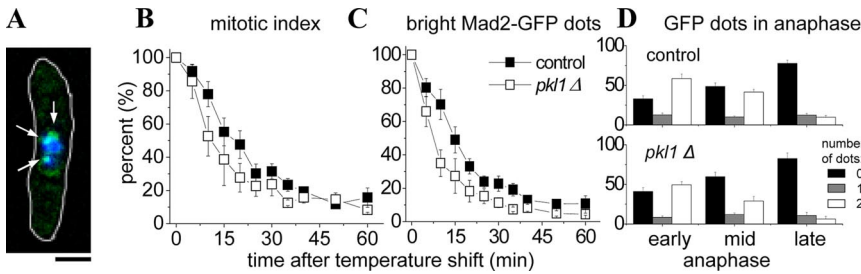 A
B mitotic index
100
80
60
40
20
0
percent (%)
0 15 30 45 60
C bright Mad2-GFP dots
control
pkl1 Δ
100
80
60
40
20
0
0 15 30 45 60
time after temperature shift (min)
D GFP dots in anaphase
control
100
50
0
pkl1 Δ
100
50
0
number
of dots:
0
1
2
early mid late
anaphase